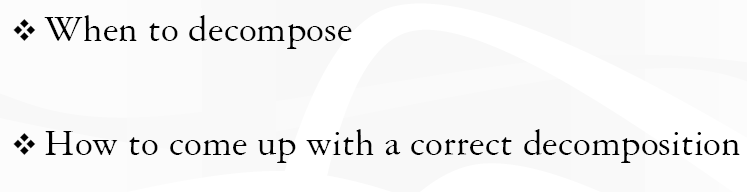 ❖ When to decompose
❖ How to come up with a correct decomposition